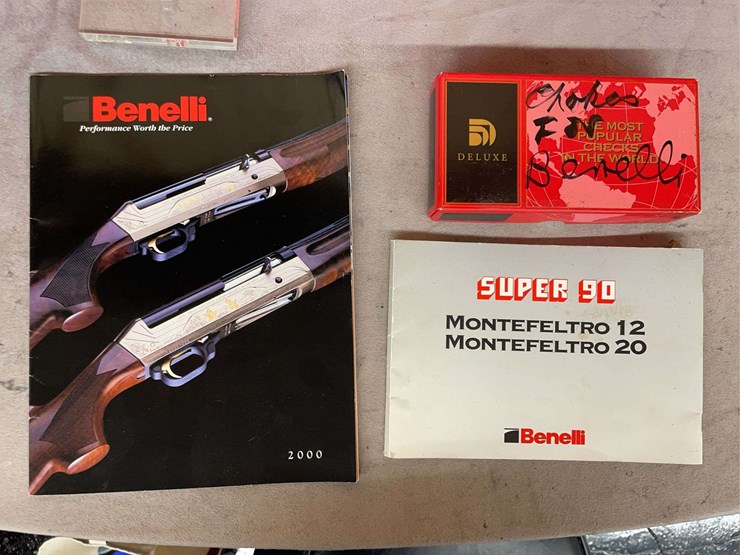 Benelli®
Performance Worth the Price
2000
DELUXE
Chokes
For
Benelli
THE MOST
POPULAR
CHECKS
IN THE WORLD
SUPER 90
MONTEFELTRO 12
MONTEFELTRO 20
Benelli